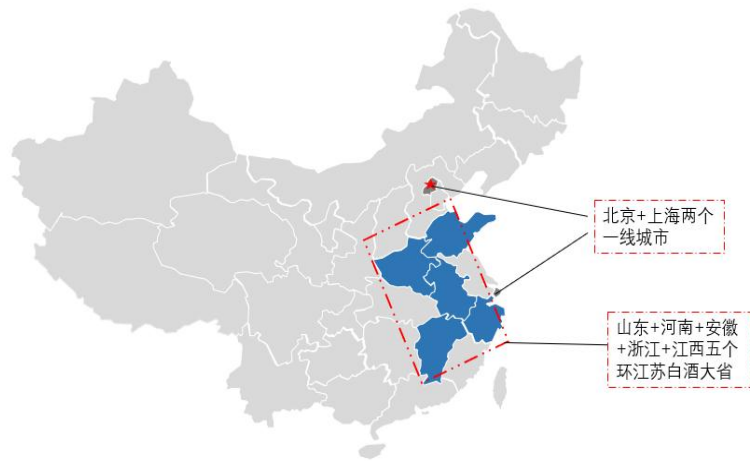 北京+上海两个
一线城市
山东+河南+安徽
+浙江+江西五个
环江苏白酒大省